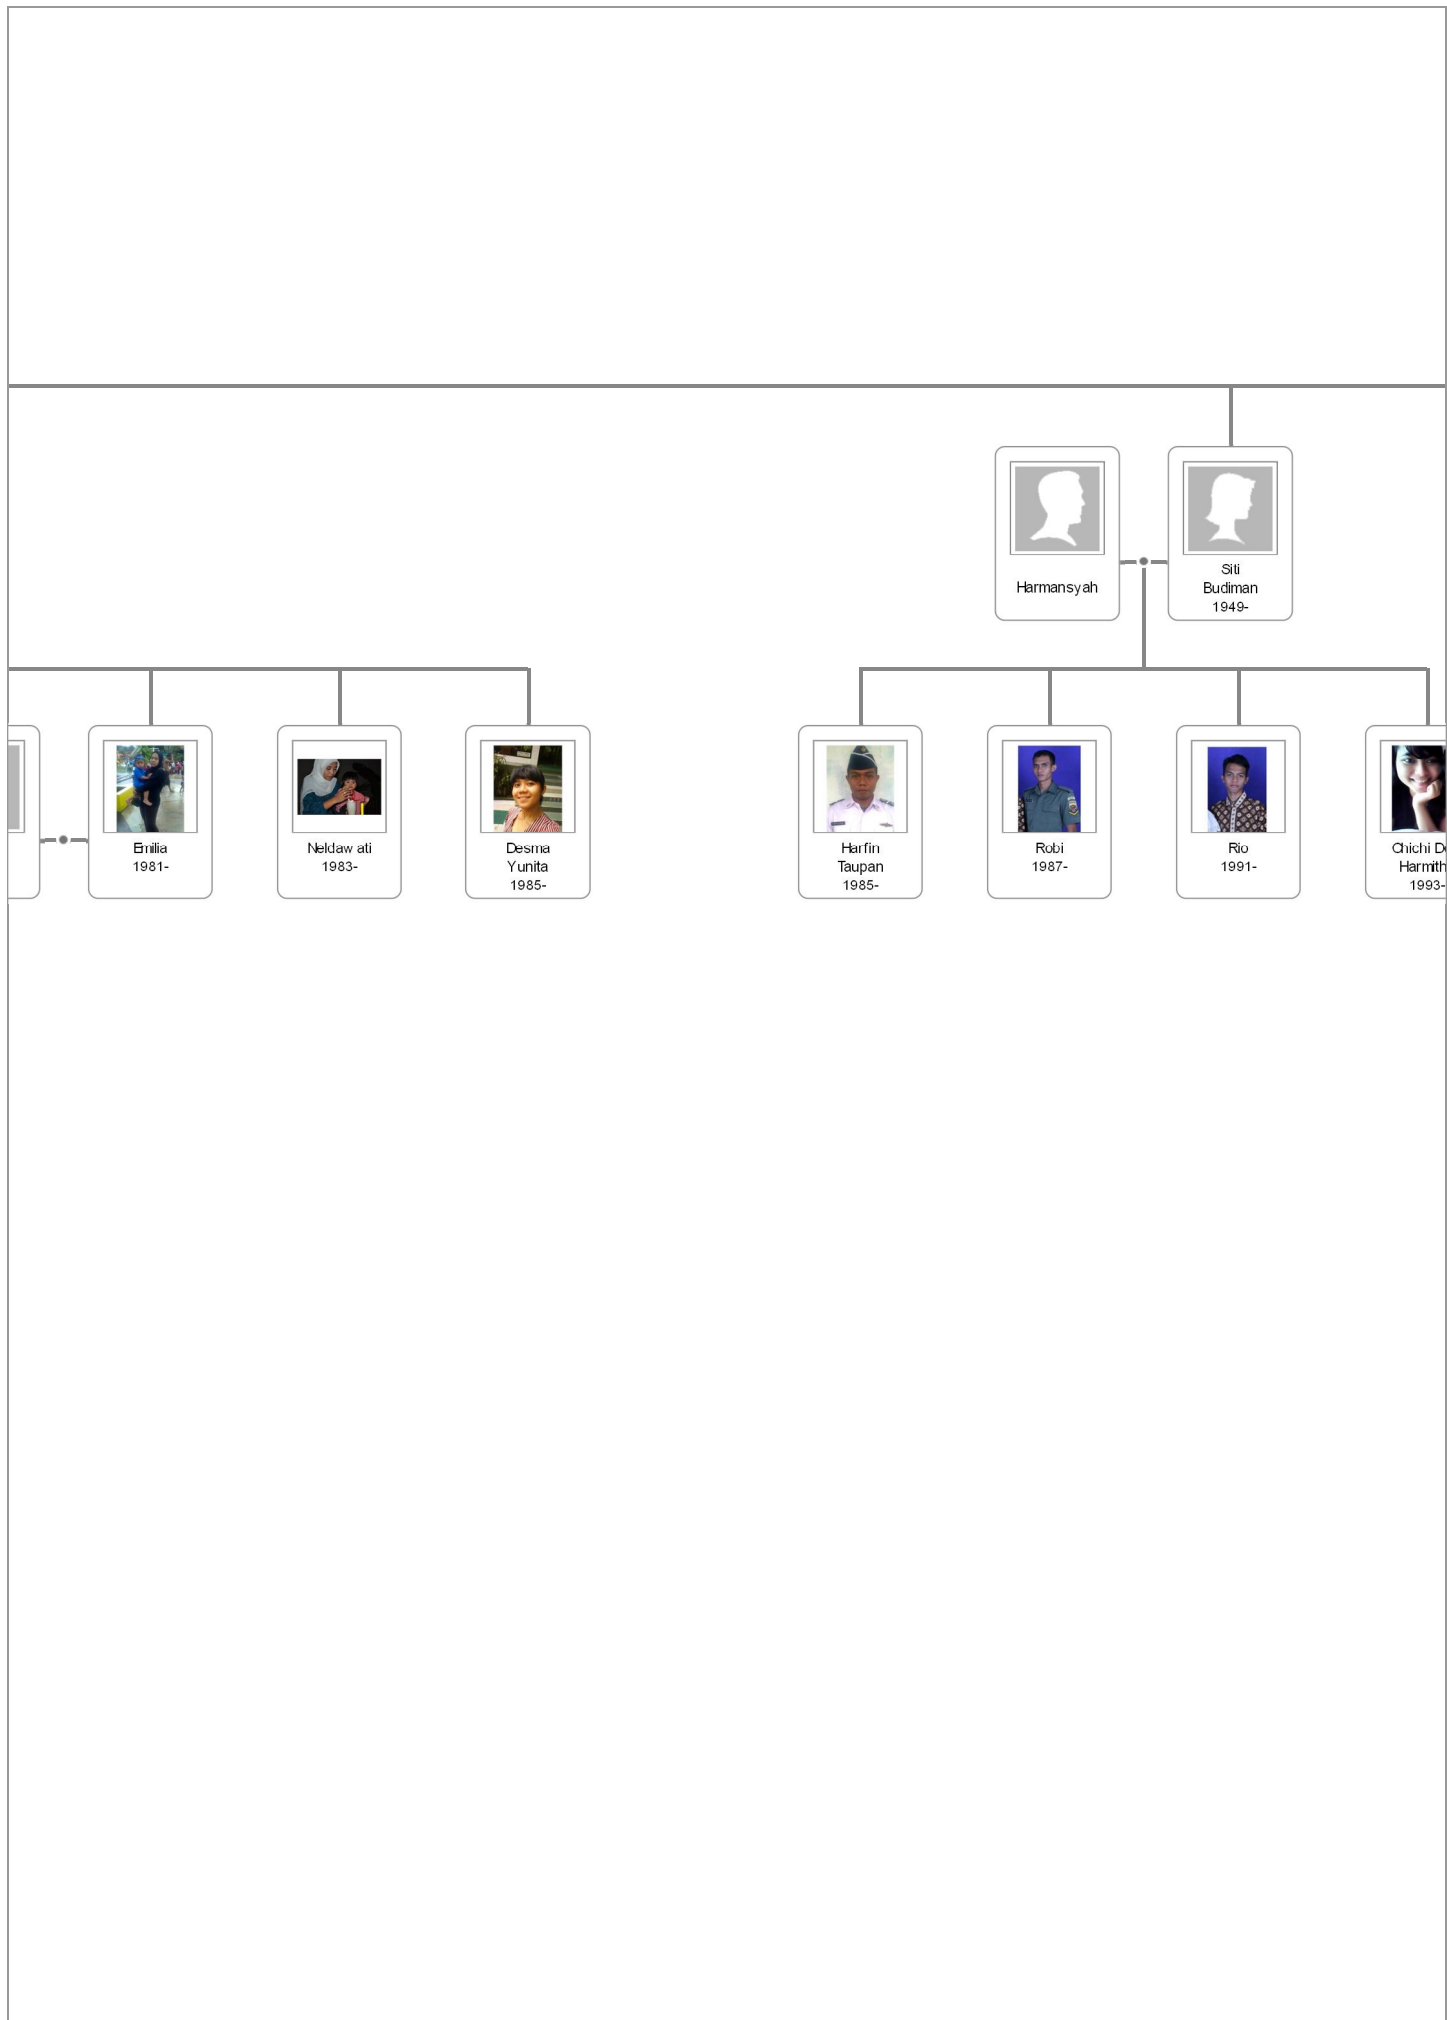 Harmansyah
Siti
Budiman
1949-
Emilia
1981-
Neldaw ati
1983-
Desma
Yunita
1985-
Harfin
Taupan
1985-
Robi
1987-
Rio
1991-
Chichi
1993-